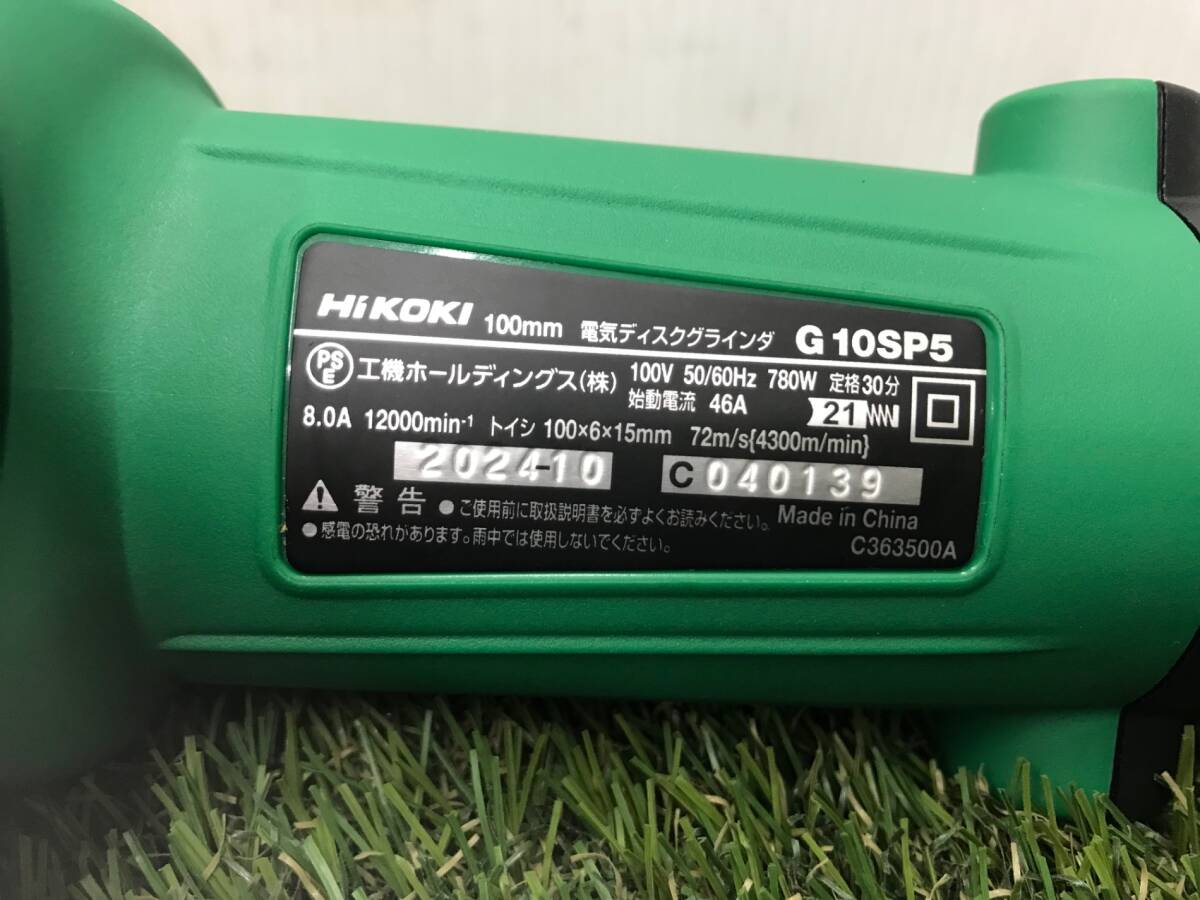 HiKOKI 100mm 電気ディスクグラインダ G 10SP5
PSE 工機ホールディングス(株) 100V 50/60Hz 780W 定格30分
始動電流 46A 21
8.0A 12000min⁻¹ トイシ 100×6×15mm 72m/s{4300m/min}
2024-10 C 040139
警告 ●ご使用前に取扱説明書を必ずよくお読みください。 Made in China
●感電の恐れがあります。雨中では使用しないでください。 C363500A